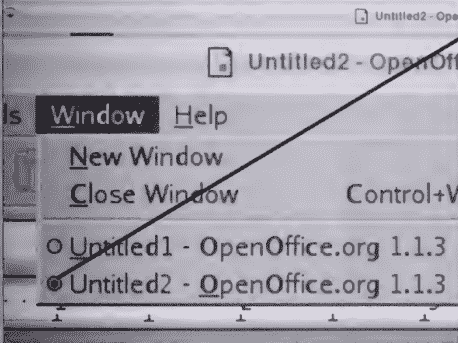 Untitled2 - Ope
Untitled2 - OpenOff
ls Window Help
New Window
Close Window Control+W
Untitled1 - OpenOffice.org 1.1.3
Untitled2 - OpenOffice.org 1.1.3